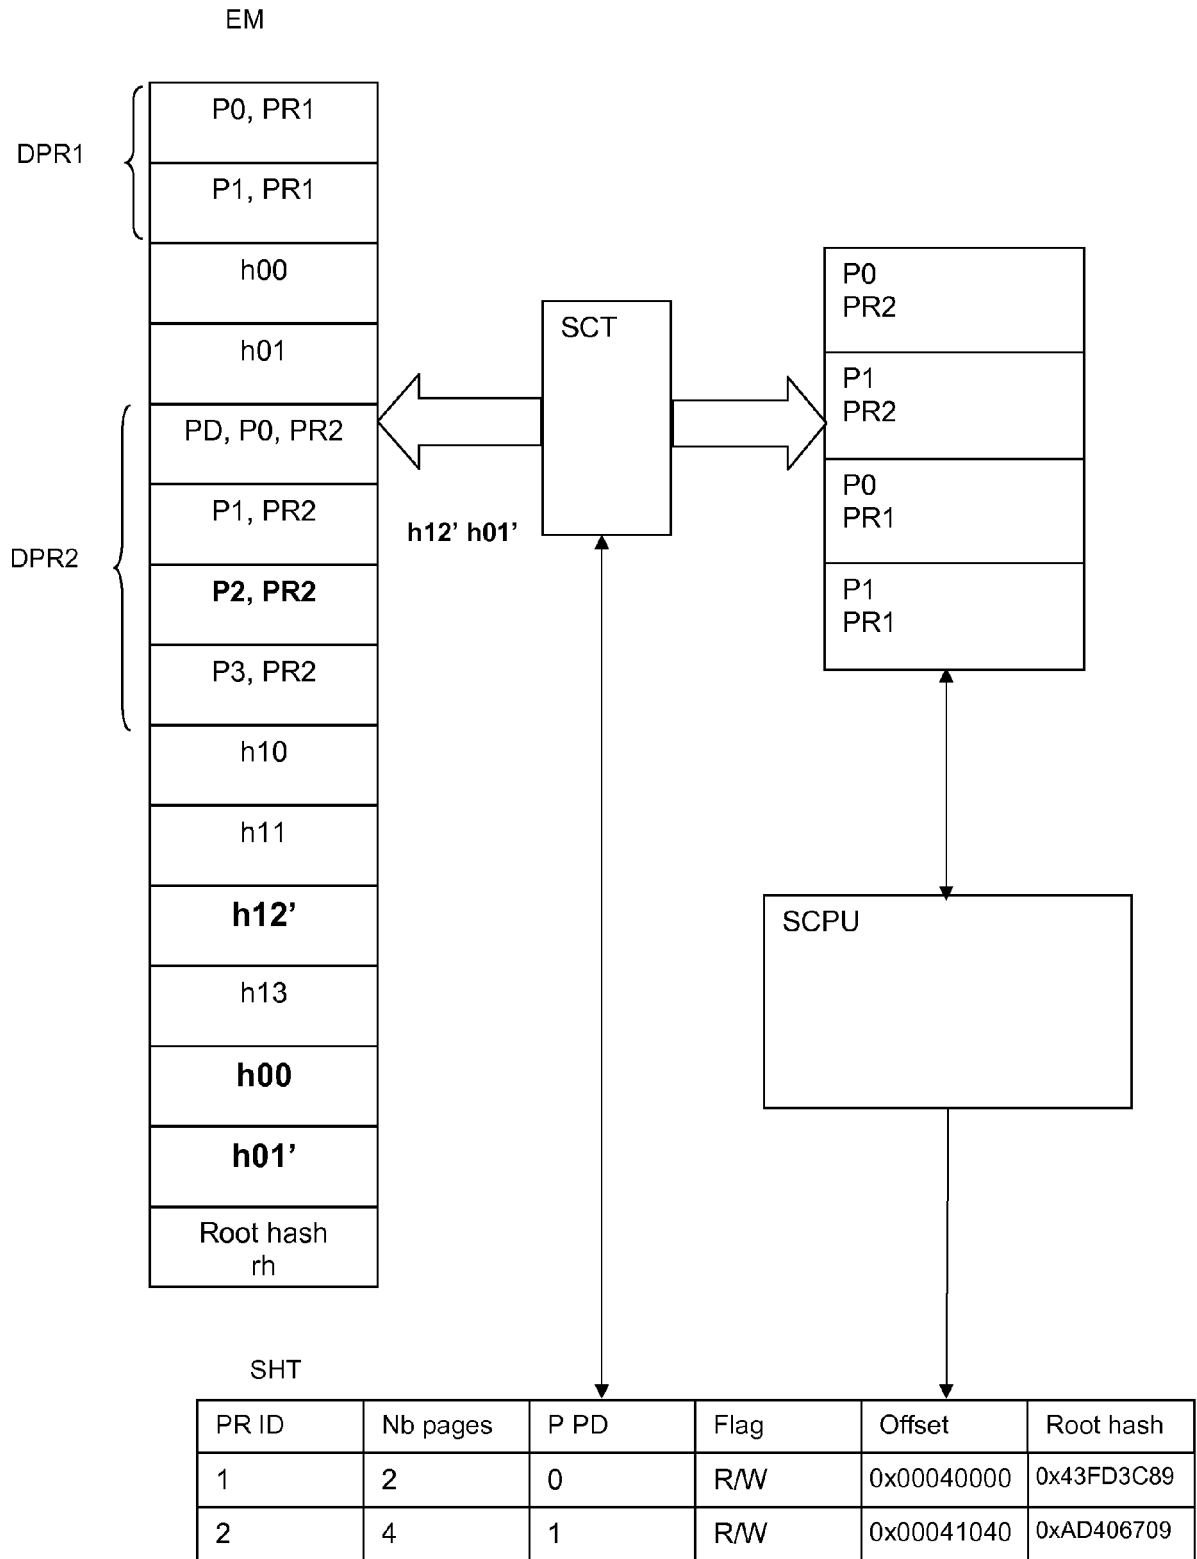 EM
DPR1
P0, PR1
P1, PR1
h00
h01
DPR2
PD, P0, PR2
P1, PR2
P2, PR2
P3, PR2
h10
h11
h12’
h13
h00
h01’
Root hash
rh
SCT
h12’ h01’
P0
PR2
P1
PR2
P0
PR1
P1
PR1
SCPU
SHT
PR ID Nb pages P PD Flag Offset Root hash
1 2 0 R/W 0x00040000 0x43FD3C89
2 4 1 R/W 0x00041040 0xAD406709